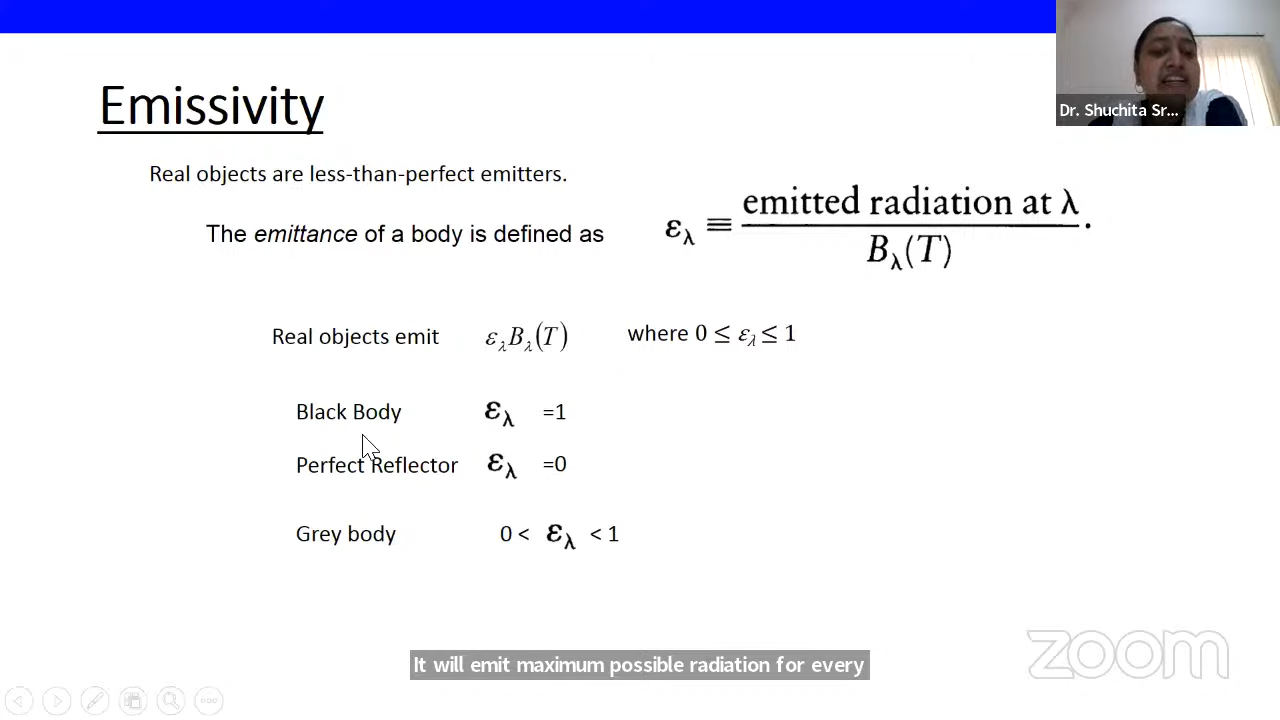 Emissivity
Dr. Shuchita Sr...
Real objects are less-than-perfect emitters.
The emittance of a body is defined as
ελ ≡ emitted radiation at λ / Bλ(T).
Real objects emit ελBλ(T) where 0 ≤ ελ ≤ 1
Black Body ελ =1
Perfect Reflector ελ =0
Grey body 0 < ελ < 1
It will emit maximum possible radiation for every
zoom